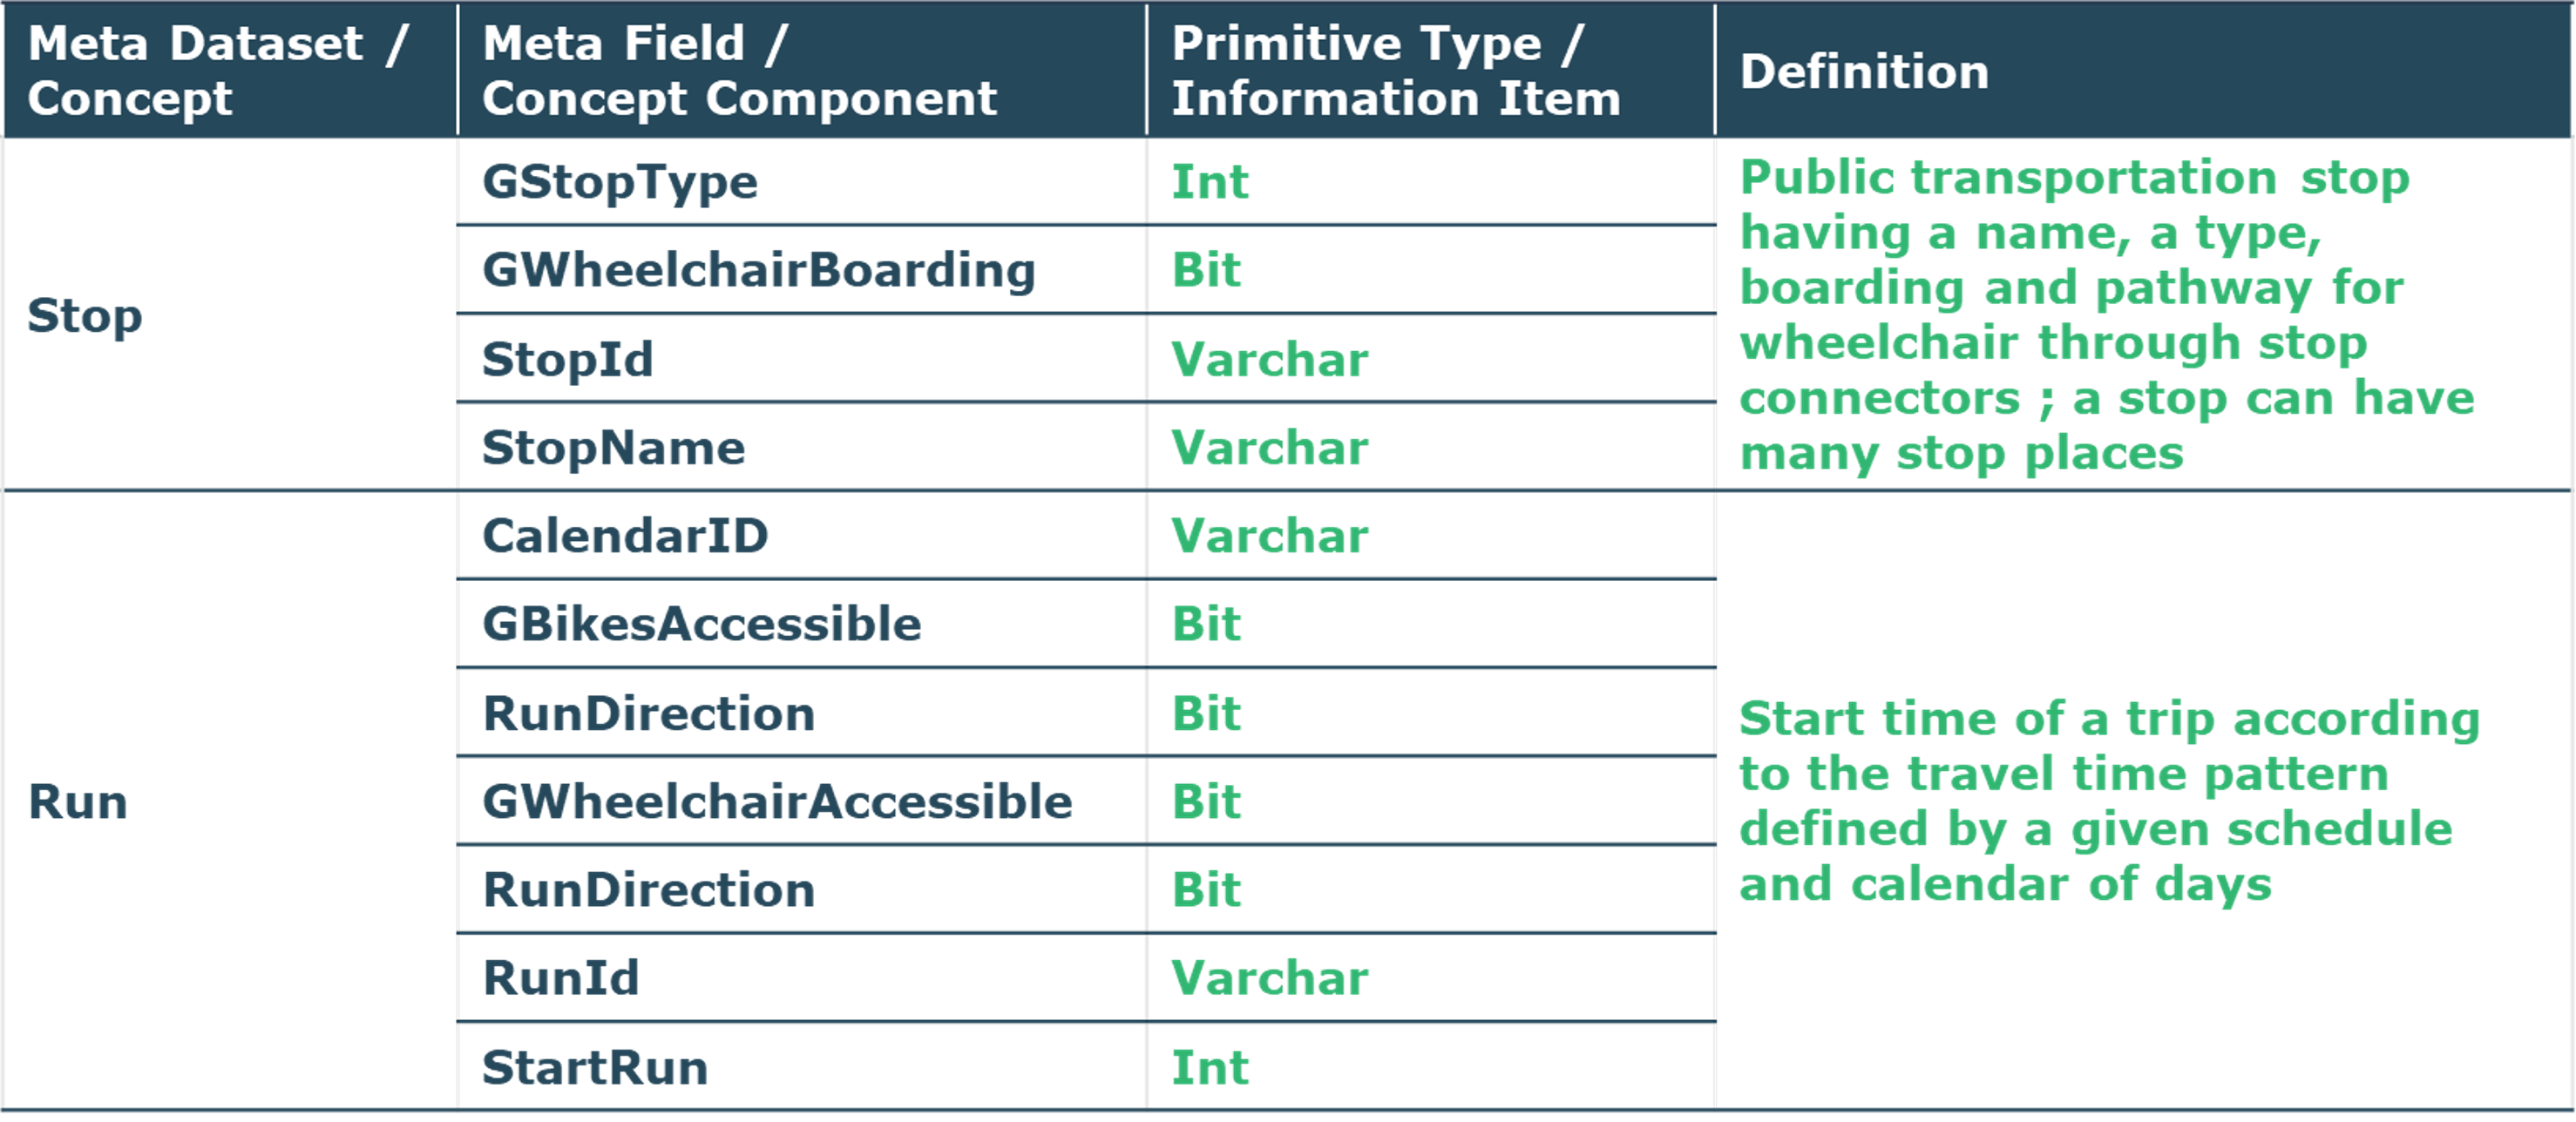 Meta Dataset /
Concept
Meta Field /
Concept Component
Primitive Type /
Information Item
Definition
Stop
GStopType
Int
GWheelchairBoarding
Bit
StopId
Varchar
StopName
Varchar
Public transportation stop
having a name, a type,
boarding and pathway for
wheelchair through stop
connectors ; a stop can have
many stop places
Run
CalendarID
Varchar
GBikesAccessible
Bit
RunDirection
Bit
GWheelchairAccessible
Bit
RunDirection
Bit
RunId
Varchar
StartRun
Int
Start time of a trip according
to the travel time pattern
defined by a given schedule
and calendar of days